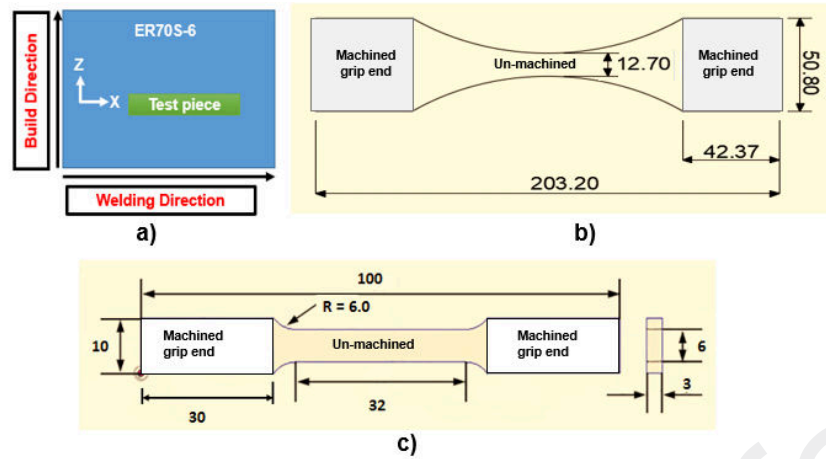 ER70S-6
Build Direction
Z
X
Test piece
Welding Direction
a)
Machined
grip end
Un-machined
12.70
Machined
grip end
50.80
42.37
203.20
b)
100
R = 6.0
10
Machined
grip end
Un-machined
Machined
grip end
6
30
32
3
c)